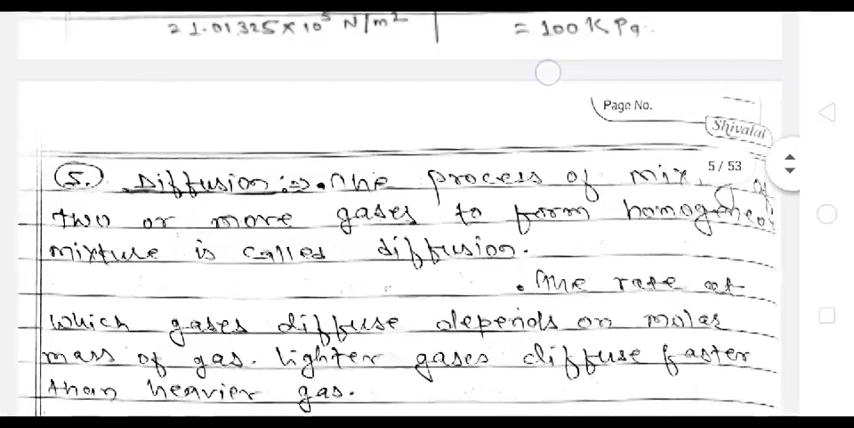 = 1.01325 × 10⁵ N/m²
= 100 K Pa.
Page No.
Shivalal
5 / 53
(5.) Diffusion :⇒ • The process of mix of
two or more gases to form
mixture is called diffusion.
• The rate at
which gases diffuse depends on molar
mass of gas. lighter gases diffuse faster
than heavier gas.